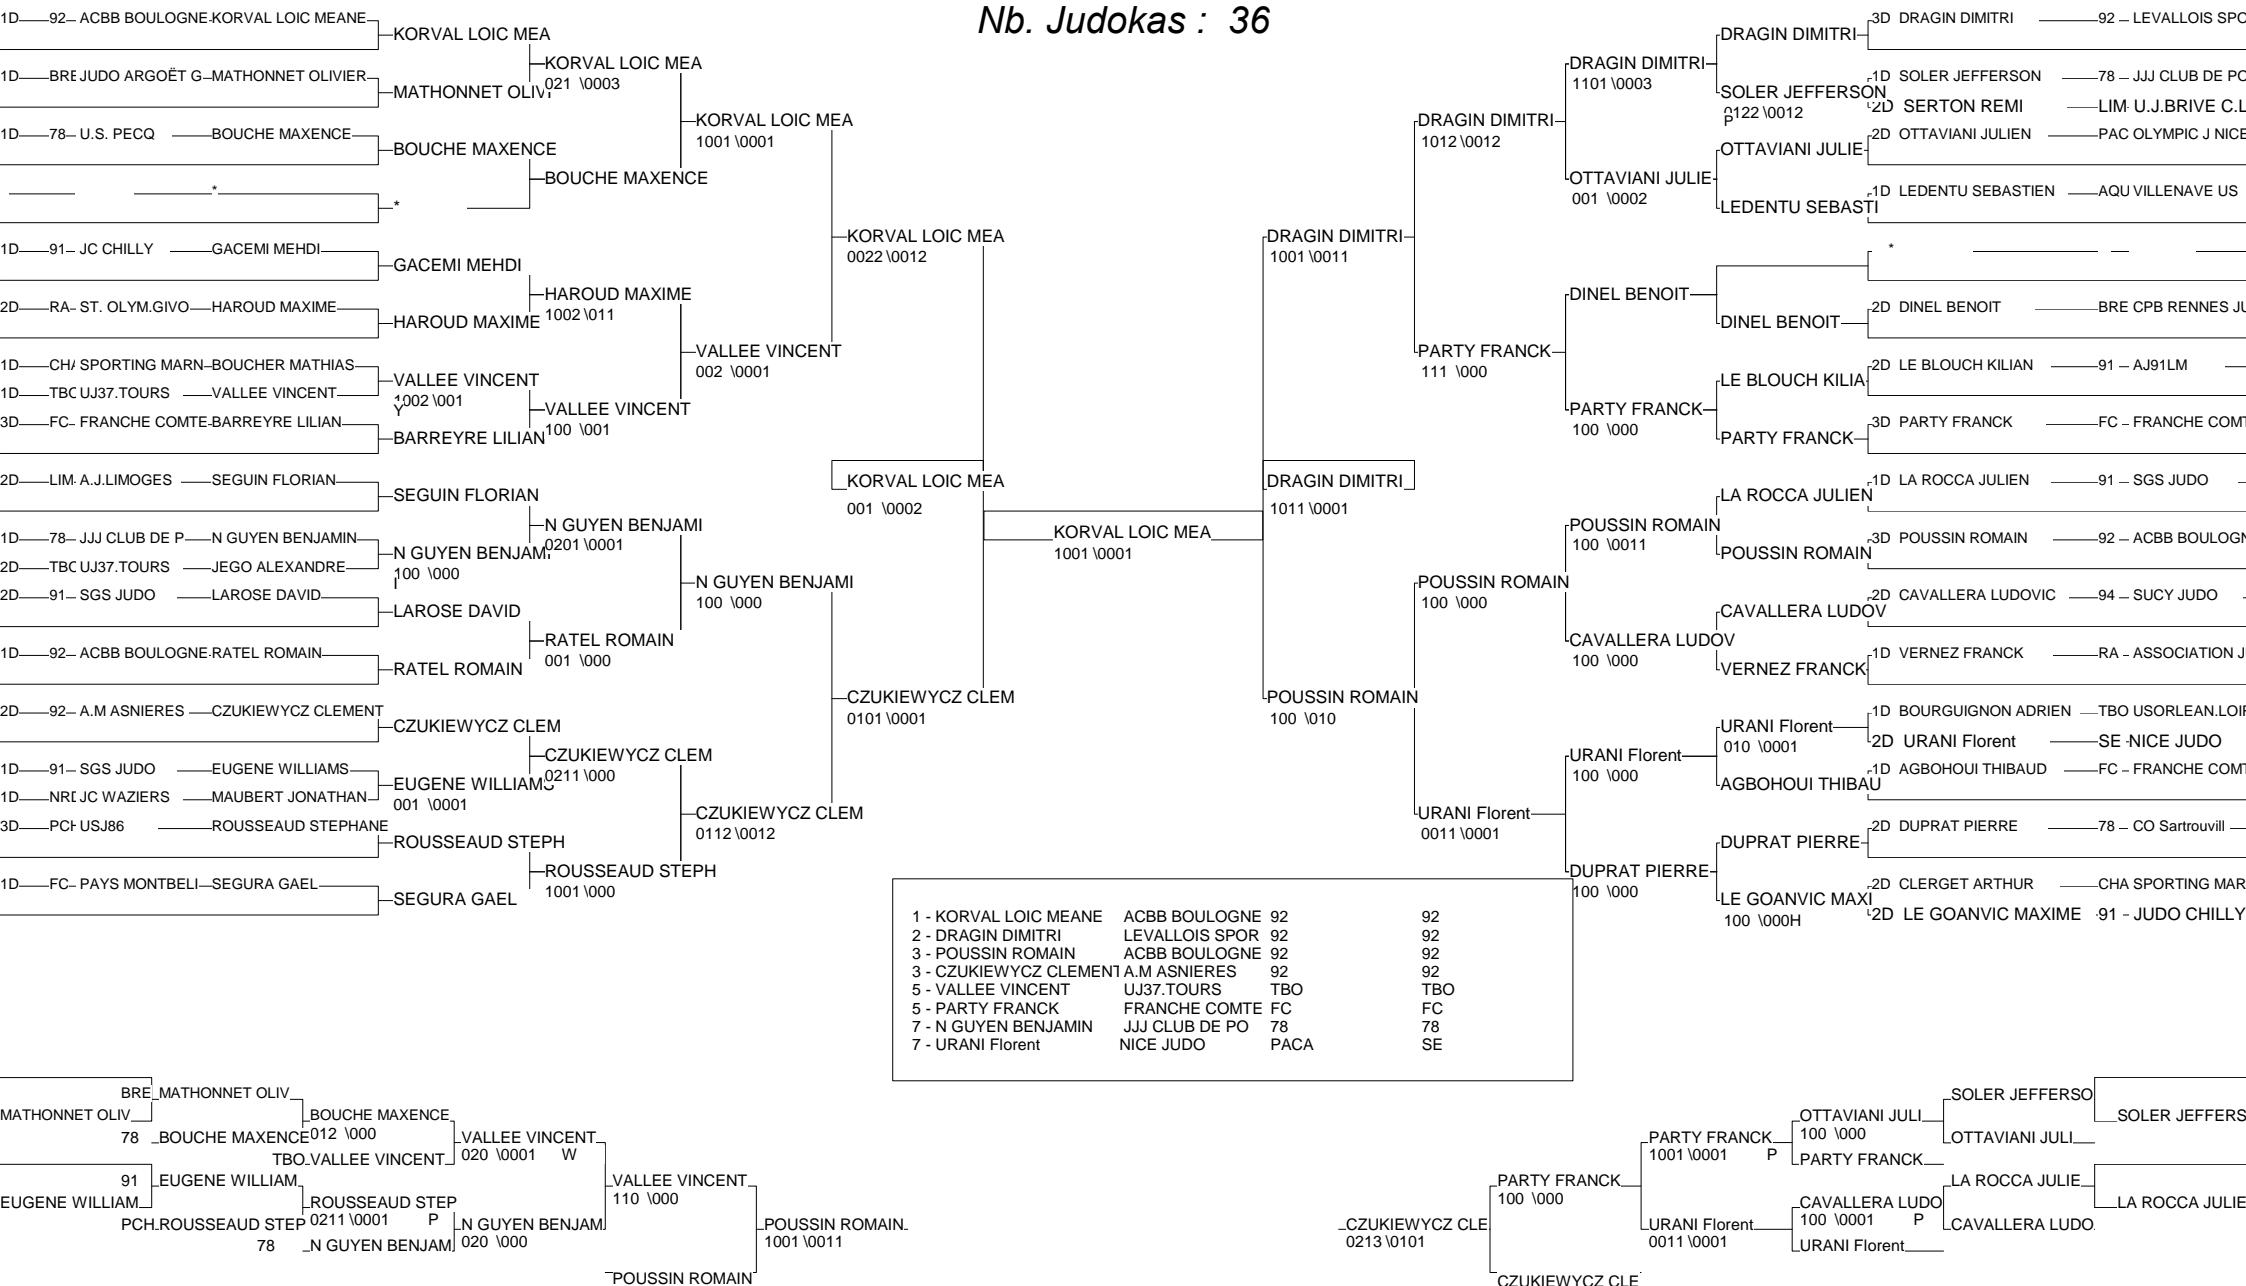 Nb. Judokas : 36
1D 92 ACBB BOULOGNE KORVAL LOIC MEANE
KORVAL LOIC MEA
1D BRE JUDO ARGOËT G MATHONNET OLIVIER
MATHONNET OLIV
KORVAL LOIC MEA
021 \0003
1D 78 U.S. PECQ BOUCHE MAXENCE
BOUCHE MAXENCE
*
*
BOUCHE MAXENCE
KORVAL LOIC MEA
1001 \0001
1D 91 JC CHILLY GACEMI MEHDI
GACEMI MEHDI
2D RA ST. OLYM.GIVO HAROUD MAXIME
HAROUD MAXIME
HAROUD MAXIME
1002 \011
1D CHA SPORTING MARN BOUCHER MATHIAS
1D TBO UJ37.TOURS VALLEE VINCENT
VALLEE VINCENT
1002 \001
Y
3D FC FRANCHE COMTE BARREYRE LILIAN
BARREYRE LILIAN
VALLEE VINCENT
100 \001
VALLEE VINCENT
002 \0001
KORVAL LOIC MEA
0022 \0012
2D LIM A.J.LIMOGES SEGUIN FLORIAN
SEGUIN FLORIAN
1D 78 JJJ CLUB DE P N GUYEN BENJAMIN
2D TBO UJ37.TOURS JEGO ALEXANDRE
N GUYEN BENJAMI
100 \000
I
N GUYEN BENJAMI
0201 \0001
2D 91 SGS JUDO LAROSE DAVID
LAROSE DAVID
1D 92 ACBB BOULOGNE RATEL ROMAIN
RATEL ROMAIN
RATEL ROMAIN
001 \000
N GUYEN BENJAMI
100 \000
2D 92 A.M ASNIERES CZUKIEWYCZ CLEMENT
CZUKIEWYCZ CLEM
1D 91 SGS JUDO EUGENE WILLIAMS
1D NRD JC WAZIERS MAUBERT JONATHAN
EUGENE WILLIAMS
001 \0001
CZUKIEWYCZ CLEM
0211 \000
3D PCH USJ86 ROUSSEAUD STEPHANE
ROUSSEAUD STEPH
1D FC PAYS MONTBELI SEGURA GAEL
SEGURA GAEL
ROUSSEAUD STEPH
1001 \000
CZUKIEWYCZ CLEM
0112 \0012
CZUKIEWYCZ CLEM
0101 \0001
KORVAL LOIC MEA
001 \0002
KORVAL LOIC MEA
1001 \0001
DRAGIN DIMITRI
1011 \0001
DRAGIN DIMITRI
1001 \0011
DRAGIN DIMITRI
1012 \0012
DRAGIN DIMITRI
1101 \0003
DRAGIN DIMITRI
3D DRAGIN DIMITRI 92 LEVALLOIS SPO
SOLER JEFFERSON
0122 \0012
P
1D SOLER JEFFERSON 78 JJJ CLUB DE PO
2D SERTON REMI LIM U.J.BRIVE C.L
OTTAVIANI JULIE
001 \0002
OTTAVIANI JULIE
2D OTTAVIANI JULIEN PAC OLYMPIC J NICE
LEDENTU SEBASTI
1D LEDENTU SEBASTIEN AQU VILLENAVE US
*
PARTY FRANCK
111 \000
DINEL BENOIT
DINEL BENOIT
2D DINEL BENOIT BRE CPB RENNES JU
PARTY FRANCK
100 \000
LE BLOUCH KILIA
2D LE BLOUCH KILIAN 91 AJ91LM
PARTY FRANCK
3D PARTY FRANCK FC FRANCHE COMT
POUSSIN ROMAIN
100 \010
POUSSIN ROMAIN
100 \000
POUSSIN ROMAIN
100 \0011
LA ROCCA JULIEN
1D LA ROCCA JULIEN 91 SGS JUDO
POUSSIN ROMAIN
3D POUSSIN ROMAIN 92 ACBB BOULOGN
CAVALLERA LUDOV
100 \000
CAVALLERA LUDOV
2D CAVALLERA LUDOVIC 94 SUCY JUDO
VERNEZ FRANCK
1D VERNEZ FRANCK RA ASSOCIATION J
URANI Florent
0011 \0001
URANI Florent
100 \000
URANI Florent
010 \0001
1D BOURGUIGNON ADRIEN TBO USORLEAN.LOIR
2D URANI Florent SE NICE JUDO
AGBOHOUI THIBAU
1D AGBOHOUI THIBAUD FC FRANCHE COMT
DUPRAT PIERRE
100 \000
DUPRAT PIERRE
2D DUPRAT PIERRE 78 CO Sartrouvill
LE GOANVIC MAXI
100 \000H
2D CLERGET ARTHUR CHA SPORTING MAR
2D LE GOANVIC MAXIME 91 JUDO CHILLY
1 - KORVAL LOIC MEANE ACBB BOULOGNE 92 92
2 - DRAGIN DIMITRI LEVALLOIS SPOR 92 92
3 - POUSSIN ROMAIN ACBB BOULOGNE 92 92
3 - CZUKIEWYCZ CLEMENT A.M ASNIERES 92 92
5 - VALLEE VINCENT UJ37.TOURS TBO TBO
5 - PARTY FRANCK FRANCHE COMTE FC FC
7 - N GUYEN BENJAMIN JJJ CLUB DE PO 78 78
7 - URANI Florent NICE JUDO PACA SE
BRE MATHONNET OLIV
MATHONNET OLIV
78 BOUCHE MAXENCE
BOUCHE MAXENCE
012 \000
TBO VALLEE VINCENT
VALLEE VINCENT
020 \0001 W
91 EUGENE WILLIAM
EUGENE WILLIAM
PCH ROUSSEAUD STEP
ROUSSEAUD STEP
0211 \0001 P
78 N GUYEN BENJAM
N GUYEN BENJAM
020 \000
VALLEE VINCENT
110 \000
POUSSIN ROMAIN
1001 \0011
POUSSIN ROMAIN
CZUKIEWYCZ CLE
0213 \0101
PARTY FRANCK
100 \000
CZUKIEWYCZ CLE
PARTY FRANCK
1001 \0001 P
OTTAVIANI JULI
100 \000
PARTY FRANCK
SOLER JEFFERSO
OTTAVIANI JULI
SOLER JEFFERS
URANI Florent
0011 \0001
CAVALLERA LUDO
100 \0001 P
URANI Florent
LA ROCCA JULIE
CAVALLERA LUDO
LA ROCCA JULIE